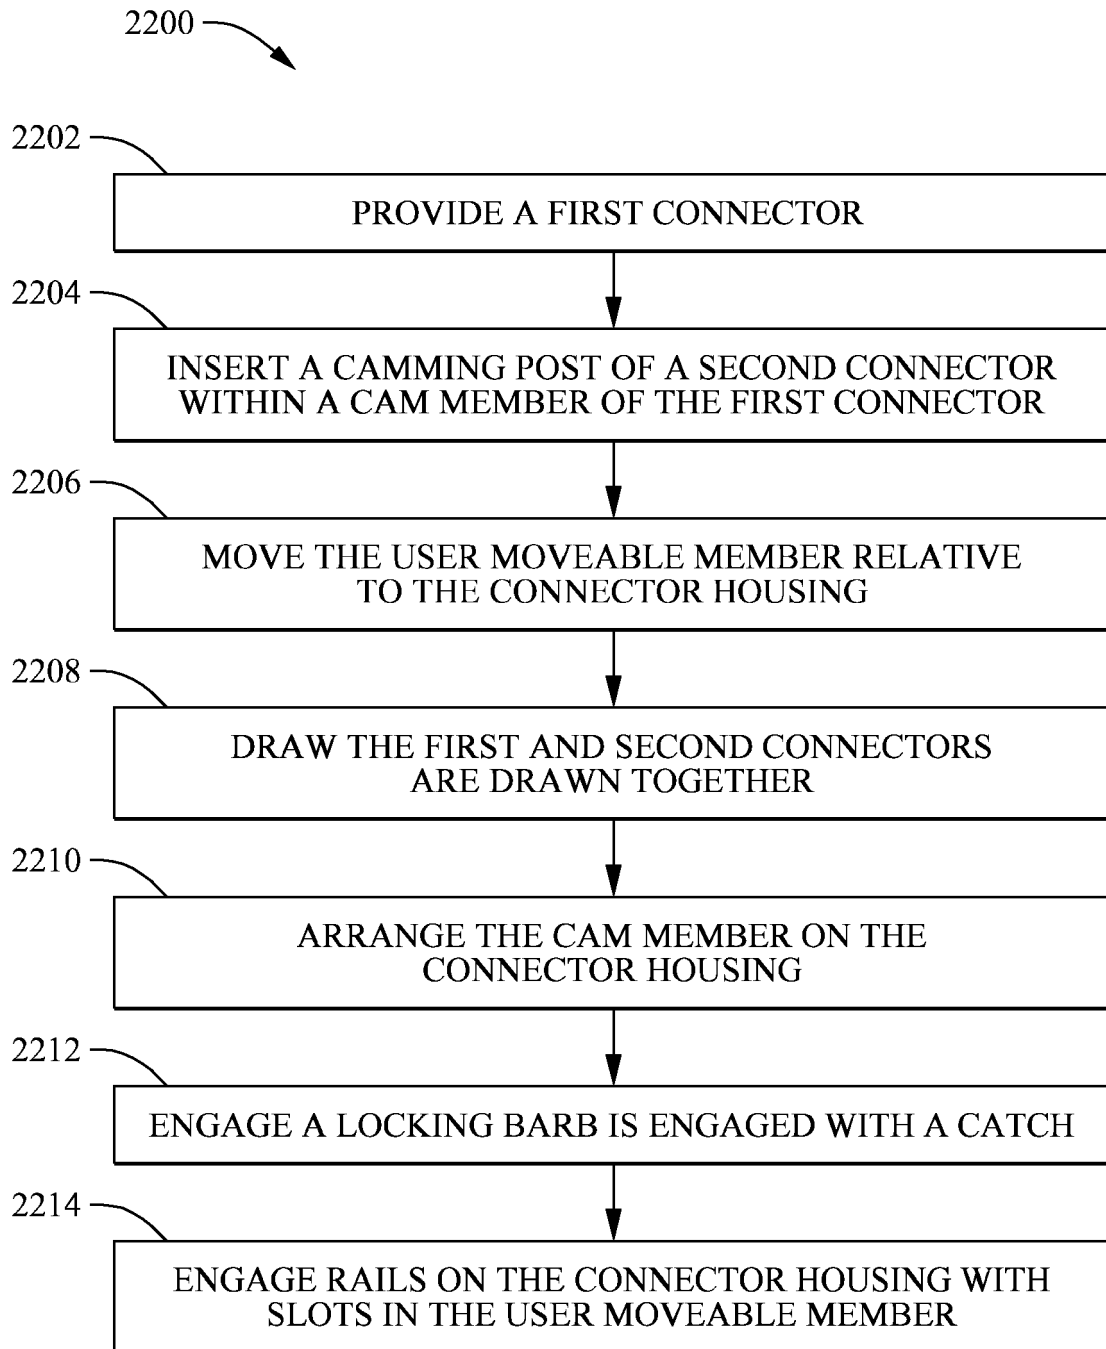 2200
2202
PROVIDE A FIRST CONNECTOR
2204
INSERT A CAMMING POST OF A SECOND CONNECTOR
WITHIN A CAM MEMBER OF THE FIRST CONNECTOR
2206
MOVE THE USER MOVEABLE MEMBER RELATIVE
TO THE CONNECTOR HOUSING
2208
DRAW THE FIRST AND SECOND CONNECTORS
ARE DRAWN TOGETHER
2210
ARRANGE THE CAM MEMBER ON THE
CONNECTOR HOUSING
2212
ENGAGE A LOCKING BARB IS ENGAGED WITH A CATCH
2214
ENGAGE RAILS ON THE CONNECTOR HOUSING WITH
SLOTS IN THE USER MOVEABLE MEMBER